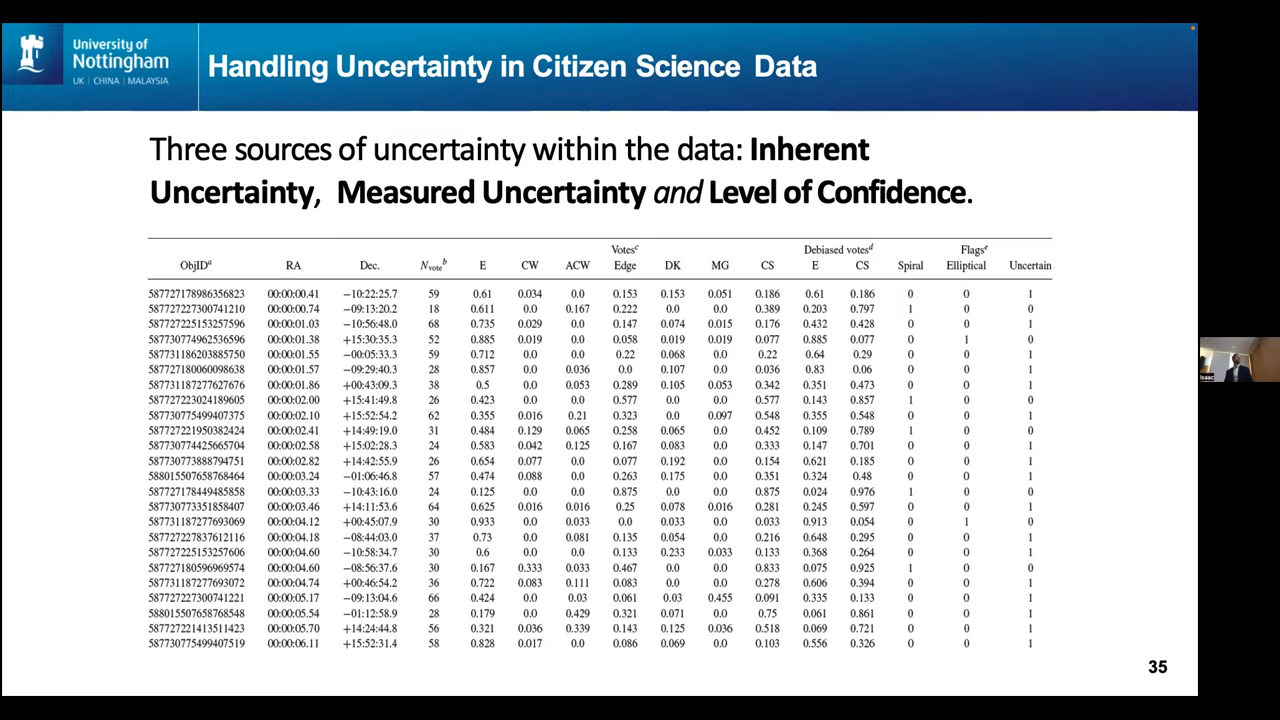 University of
Nottingham
UK | CHINA | MALAYSIA
Handling Uncertainty in Citizen Science Data
Three sources of uncertainty within the data: Inherent
Uncertainty, Measured Uncertainty and Level of Confidence.
Votesᶜ Debiased votesᵈ Flagsᵉ
ObjIDᵃ RA Dec. Nvoteᵇ E CW ACW Edge DK MG CS E CS Spiral Elliptical Uncertain
587727178986356823 00:00:00.41 −10:22:25.7 59 0.61 0.034 0.0 0.153 0.153 0.051 0.186 0.61 0.186 0 0 1
587727227300741210 00:00:00.74 −09:13:20.2 18 0.611 0.0 0.167 0.222 0.0 0.0 0.389 0.203 0.797 1 0 0
587727225153257596 00:00:01.03 −10:56:48.0 68 0.735 0.029 0.0 0.147 0.074 0.015 0.176 0.432 0.428 0 0 1
587730774962536596 00:00:01.38 +15:30:35.3 52 0.885 0.019 0.0 0.058 0.019 0.019 0.077 0.885 0.077 0 1 0
587731186203885750 00:00:01.55 −00:05:33.3 59 0.712 0.0 0.0 0.22 0.068 0.0 0.22 0.64 0.29 0 0 1
587727180060098638 00:00:01.57 −09:29:40.3 28 0.857 0.0 0.036 0.0 0.107 0.0 0.036 0.83 0.06 0 0 1
587731187277627676 00:00:01.86 +00:43:09.3 38 0.5 0.0 0.053 0.289 0.105 0.053 0.342 0.351 0.473 0 0 1
587727223024189605 00:00:02.00 +15:41:49.8 26 0.423 0.0 0.0 0.577 0.0 0.0 0.577 0.143 0.857 1 0 0
587730775499407375 00:00:02.10 +15:52:54.2 62 0.355 0.016 0.21 0.323 0.0 0.097 0.548 0.355 0.548 0 0 1
587727221950382424 00:00:02.41 +14:49:19.0 31 0.484 0.129 0.065 0.258 0.065 0.0 0.452 0.109 0.789 1 0 0
587730774425665704 00:00:02.58 +15:02:28.3 24 0.583 0.042 0.125 0.167 0.083 0.0 0.333 0.147 0.701 0 0 1
587730773888794751 00:00:02.82 +14:42:55.9 26 0.654 0.077 0.0 0.077 0.192 0.0 0.154 0.621 0.185 0 0 1
588015507658768464 00:00:03.24 −01:06:46.8 57 0.474 0.088 0.0 0.263 0.175 0.0 0.351 0.324 0.48 0 0 1
587727178449485858 00:00:03.33 −10:43:16.0 24 0.125 0.0 0.0 0.875 0.0 0.0 0.875 0.024 0.976 1 0 0
587730773351858407 00:00:03.46 +14:11:53.6 64 0.625 0.016 0.016 0.25 0.078 0.016 0.281 0.245 0.597 0 0 1
587731187277693069 00:00:04.12 +00:45:07.9 30 0.933 0.0 0.033 0.0 0.033 0.0 0.033 0.913 0.054 0 1 0
587727227837612116 00:00:04.18 −08:44:03.0 37 0.73 0.0 0.081 0.135 0.054 0.0 0.216 0.648 0.295 0 0 1
587727225153257606 00:00:04.60 −10:58:34.7 30 0.6 0.0 0.0 0.133 0.233 0.033 0.133 0.368 0.264 0 0 1
587727180596969574 00:00:04.60 −08:56:37.6 30 0.167 0.333 0.033 0.467 0.0 0.0 0.833 0.075 0.925 1 0 0
587731187277693072 00:00:04.74 +00:46:54.2 36 0.722 0.083 0.111 0.083 0.0 0.0 0.278 0.606 0.394 0 0 1
587727227300741221 00:00:05.17 −09:13:04.6 66 0.424 0.0 0.03 0.061 0.03 0.455 0.091 0.335 0.133 0 0 1
588015507658768548 00:00:05.54 −01:12:58.9 28 0.179 0.0 0.429 0.321 0.071 0.0 0.75 0.061 0.861 0 0 1
587727221413511423 00:00:05.70 +14:24:44.8 56 0.321 0.036 0.339 0.143 0.125 0.036 0.518 0.069 0.721 0 0 1
587730775499407519 00:00:06.11 +15:52:31.4 58 0.828 0.017 0.0 0.086 0.069 0.0 0.103 0.556 0.326 0 0 1
35
Isaac